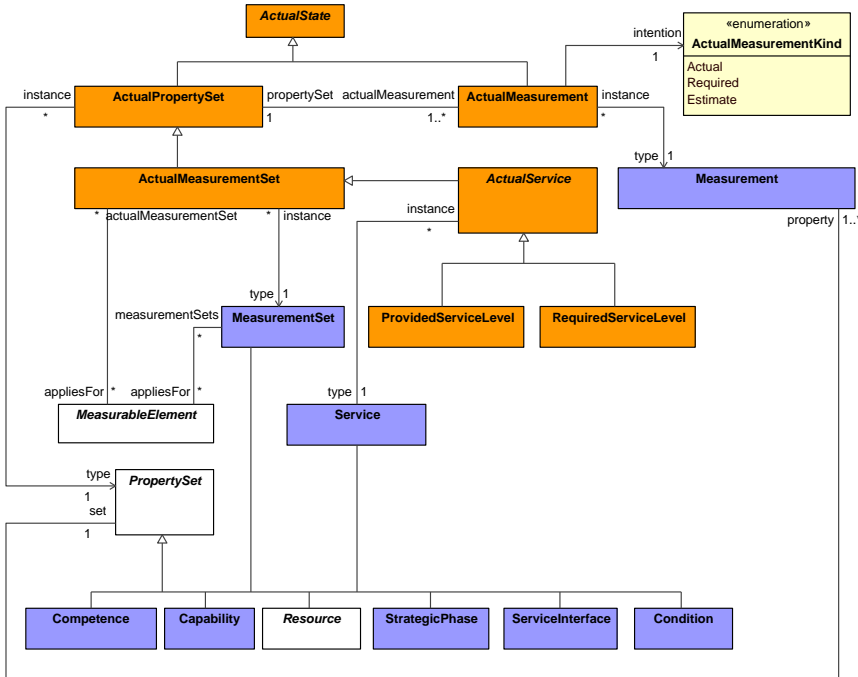 ActualState
«enumeration»
ActualMeasurementKind
Actual
Required
Estimate
intention
1
instance
*
ActualPropertySet
propertySet
1
actualMeasurement
1..*
ActualMeasurement
instance
*
type 1
Measurement
property 1..*
ActualMeasurementSet
* actualMeasurementSet
* instance
ActualService
instance
*
type 1
measurementSets
*
MeasurementSet
ProvidedServiceLevel
RequiredServiceLevel
appliesFor *
appliesFor *
MeasurableElement
type 1
Service
type
1
set
1
PropertySet
Competence
Capability
Resource
StrategicPhase
ServiceInterface
Condition